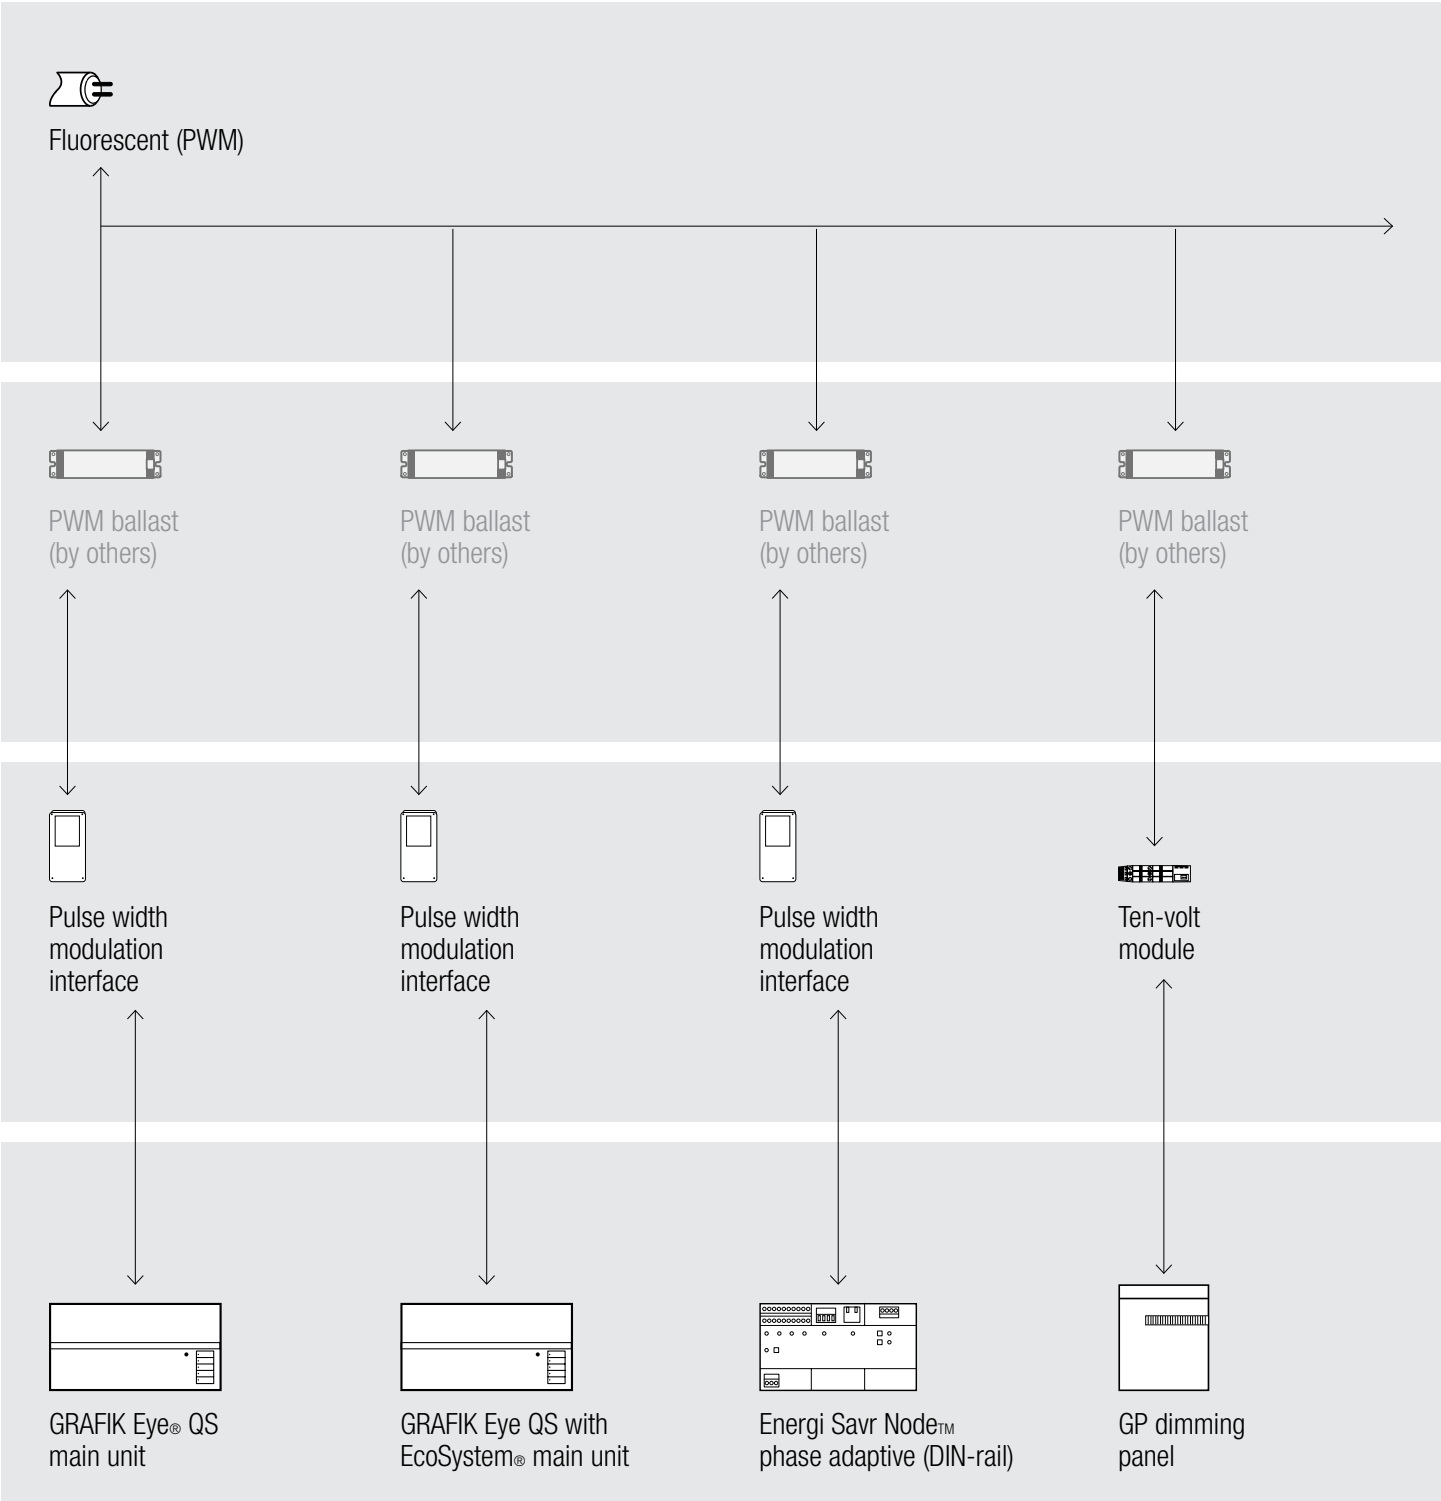 Fluorescent (PWM)
PWM ballast
(by others)
PWM ballast
(by others)
PWM ballast
(by others)
PWM ballast
(by others)
Pulse width
modulation
interface
Pulse width
modulation
interface
Pulse width
modulation
interface
Ten-volt
module
GRAFIK Eye® QS
main unit
GRAFIK Eye QS with
EcoSystem® main unit
Energi Savr Node™
phase adaptive (DIN-rail)
GP dimming
panel